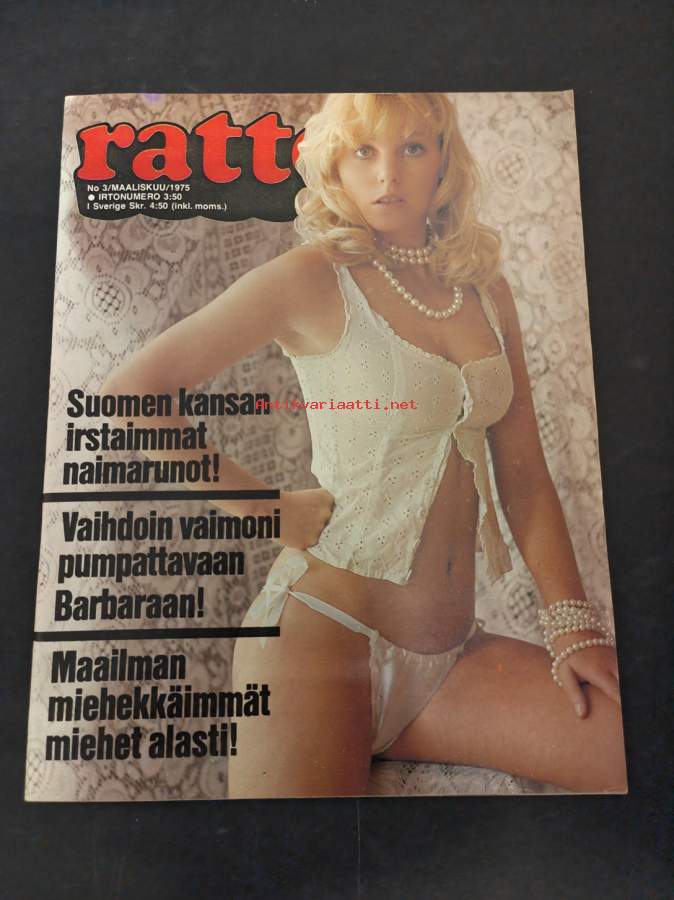 ratt
No 3/MAALISKUU/1975
● IRTONUMERO 3:50
I Sverige Skr. 4:50 (inkl. moms.)
Suomen kansan
irstaimmat
naimarunot!
Antikvariaatti.net
Vaihdoin vaimoni
pumpattavaan
Barbaraan!
Maailman
miehekkäimmät
miehet alasti!